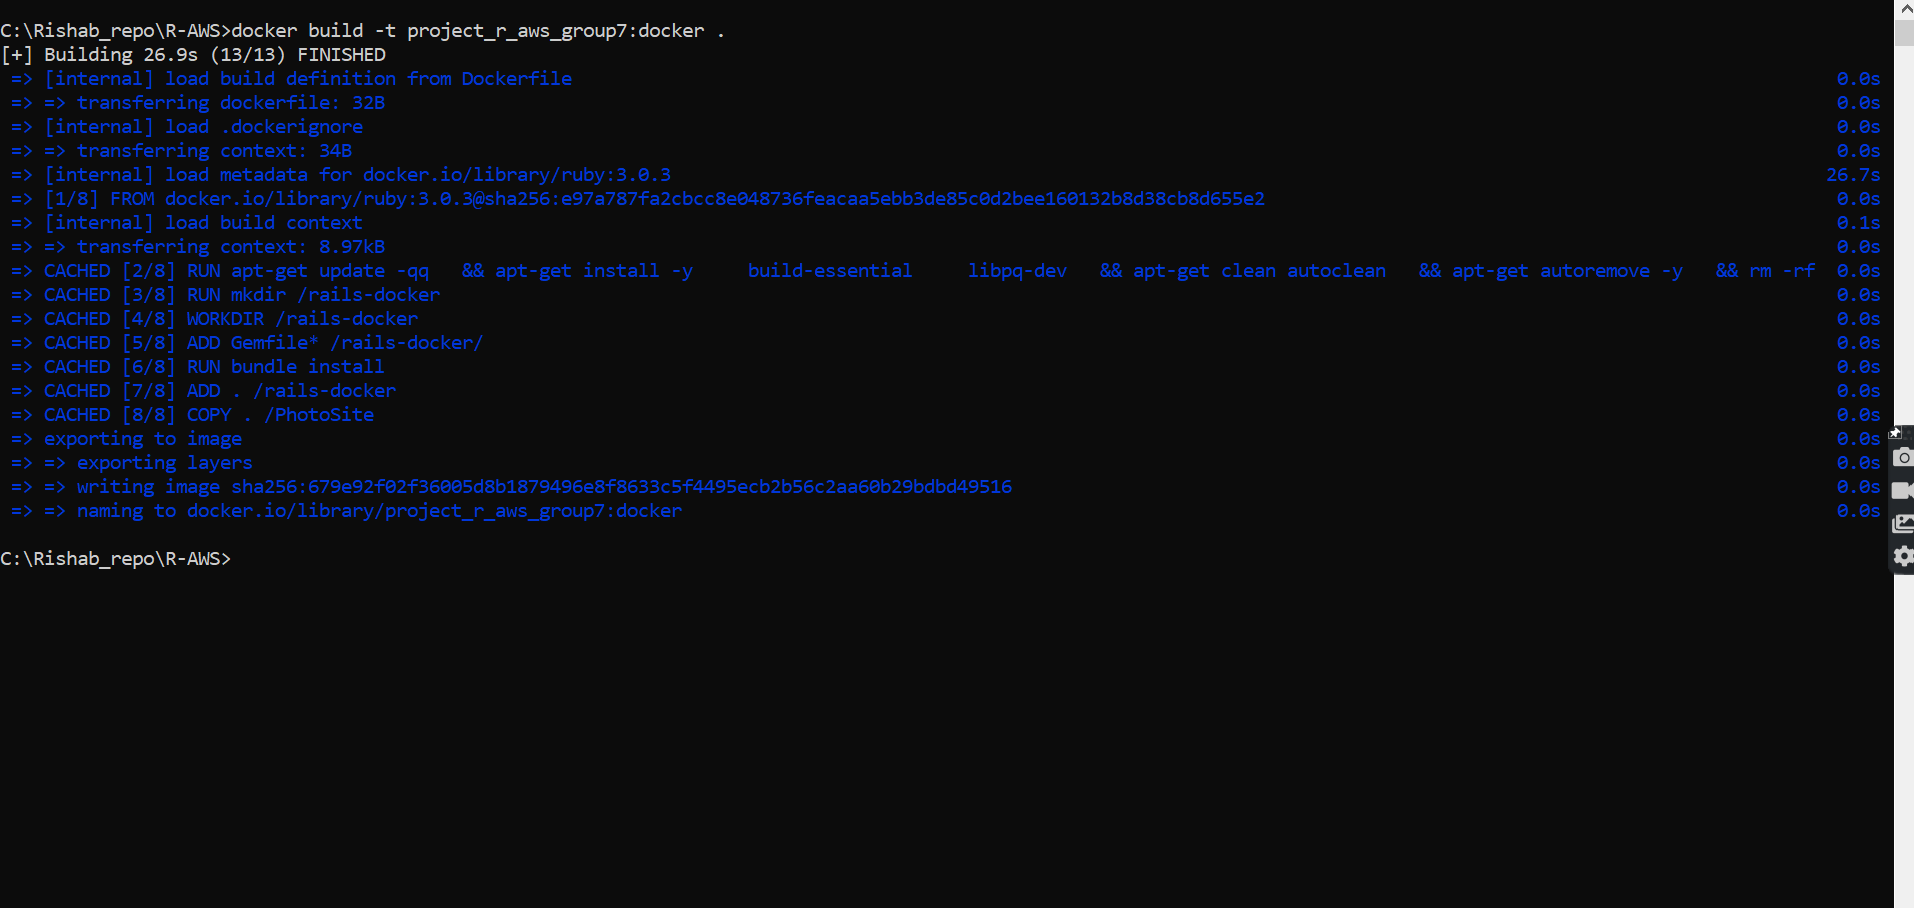 C:\Rishab_repo\R-AWS>docker build -t project_r_aws_group7:docker .
[+] Building 26.9s (13/13) FINISHED
=> [internal] load build definition from Dockerfile 0.0s
=> => transferring dockerfile: 32B 0.0s
=> [internal] load .dockerignore 0.0s
=> => transferring context: 34B 0.0s
=> [internal] load metadata for docker.io/library/ruby:3.0.3 26.7s
=> [1/8] FROM docker.io/library/ruby:3.0.3@sha256:e97a787fa2cbcc8e048736feacaa5ebb3de85c0d2bee160132b8d38cb8d655e2 0.0s
=> [internal] load build context 0.1s
=> => transferring context: 8.97kB 0.0s
=> CACHED [2/8] RUN apt-get update -qq && apt-get install -y build-essential libpq-dev && apt-get clean autoclean && apt-get autoremove -y && rm -rf 0.0s
=> CACHED [3/8] RUN mkdir /rails-docker 0.0s
=> CACHED [4/8] WORKDIR /rails-docker 0.0s
=> CACHED [5/8] ADD Gemfile* /rails-docker/ 0.0s
=> CACHED [6/8] RUN bundle install 0.0s
=> CACHED [7/8] ADD . /rails-docker 0.0s
=> CACHED [8/8] COPY . /PhotoSite 0.0s
=> exporting to image 0.0s
=> => exporting layers 0.0s
=> => writing image sha256:679e92f02f36005d8b1879496e8f8633c5f4495ecb2b56c2aa60b29bdbd49516 0.0s
=> => naming to docker.io/library/project_r_aws_group7:docker 0.0s
C:\Rishab_repo\R-AWS>